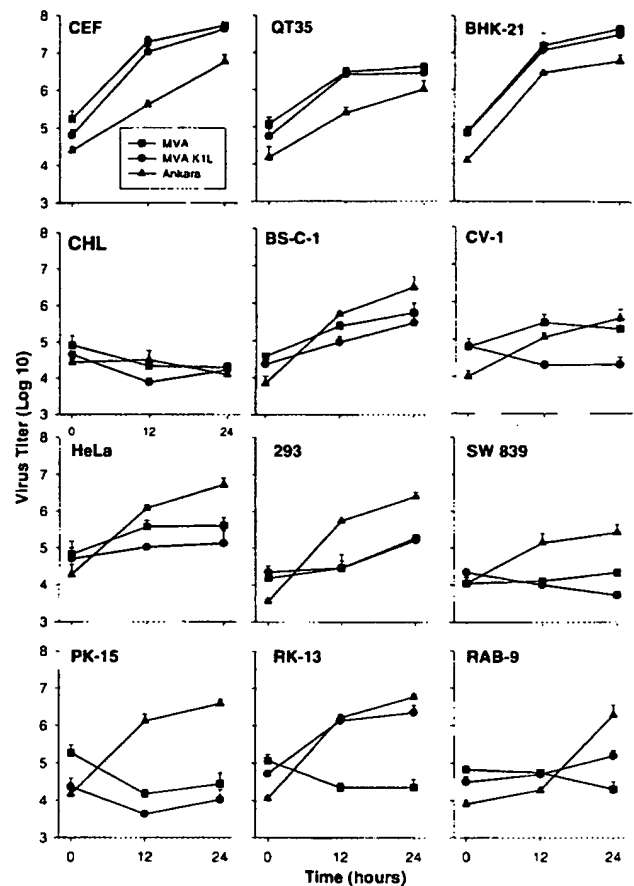 CEF
QT35
BHK-21
8
7
6
5
4
3
MVA
MVA K1L
Ankara
CHL
BS-C-1
CV-1
8
7
6
5
4
3
0 12 24
HeLa
293
SW 839
8
7
6
5
4
3
PK-15
RK-13
RAB-9
8
7
6
5
4
3
0 12 24
0 12 24
0 12 24
Virus Titer (Log 10)
Time (hours)